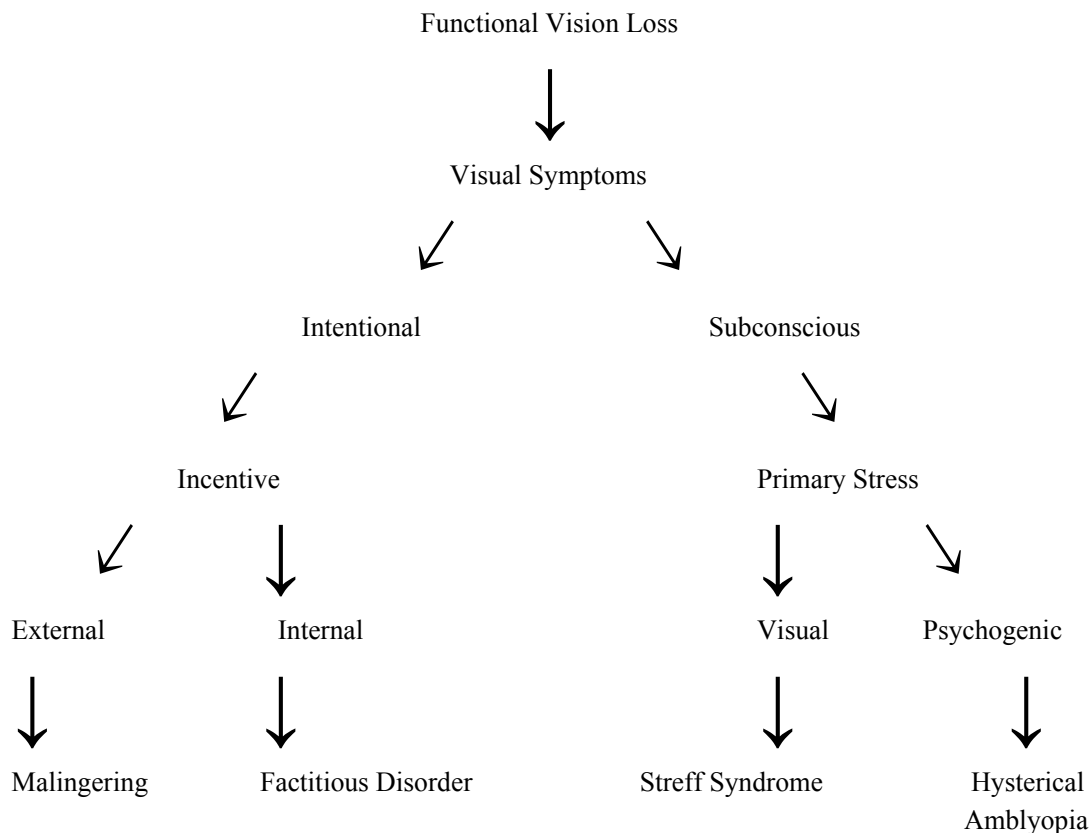 Functional Vision Loss
Visual Symptoms
Intentional Subconscious
Incentive Primary Stress
External Internal Visual Psychogenic
Malingering Factitious Disorder Streff Syndrome Hysterical
Amblyopia